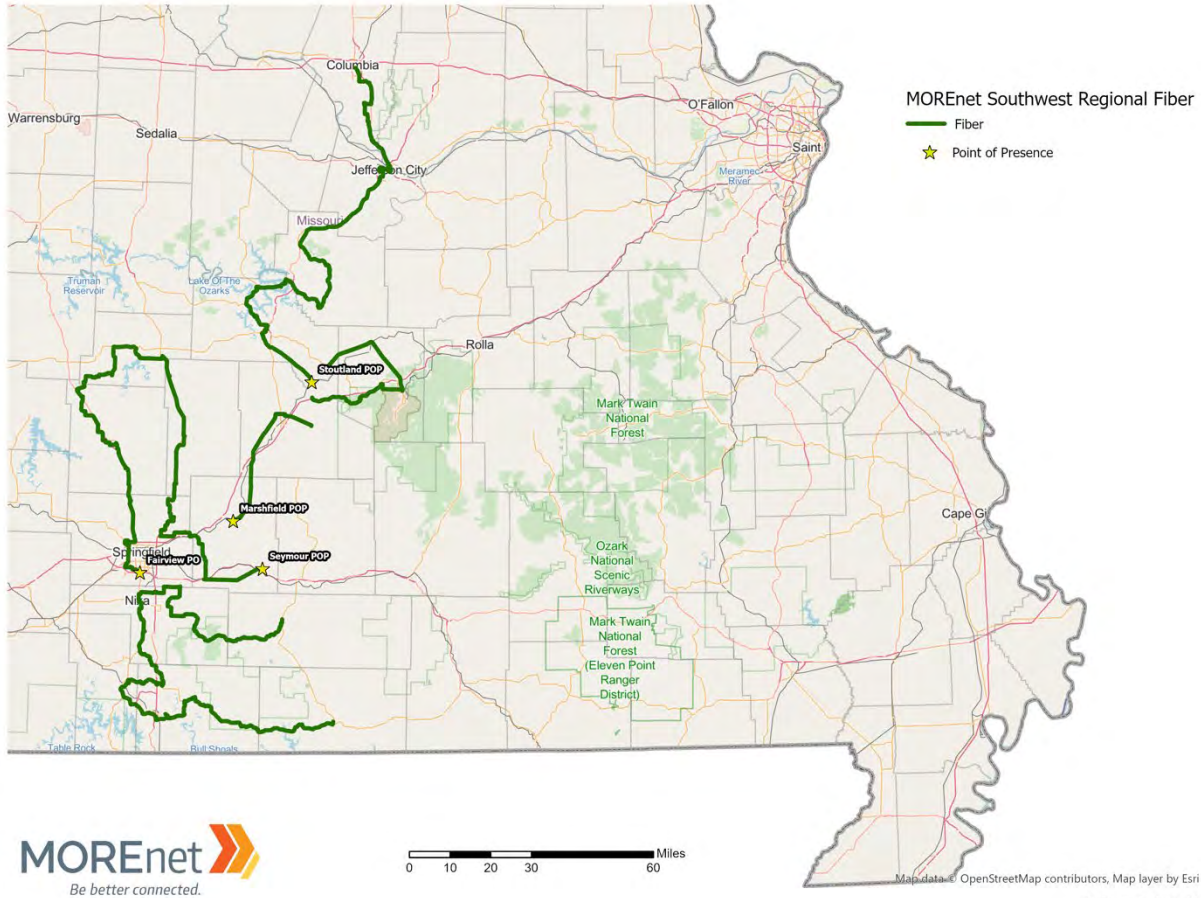 Columbia
O'Fallon
MOREnet Southwest Regional Fiber
Fiber
Warrensburg
Sedalia
Saint
Point of Presence
Jefferson City
Meramec
River
Missouri
Truman
Reservoir
Lake Of The
Ozarks
Rolla
Stoutland POP
Mark Twain
National
Forest
Marshfield POP
Cape Gi
Springfield
Fairview PO
Seymour POP
Ozark
National
Scenic
Riverways
Nixa
Mark Twain
National
Forest
(Eleven Point
Ranger
District)
Table Rock
Bull Shoals
MOREnet
Be better connected.
Miles
0 10 20 30 60
Map data © OpenStreetMap contributors, Map layer by Esri